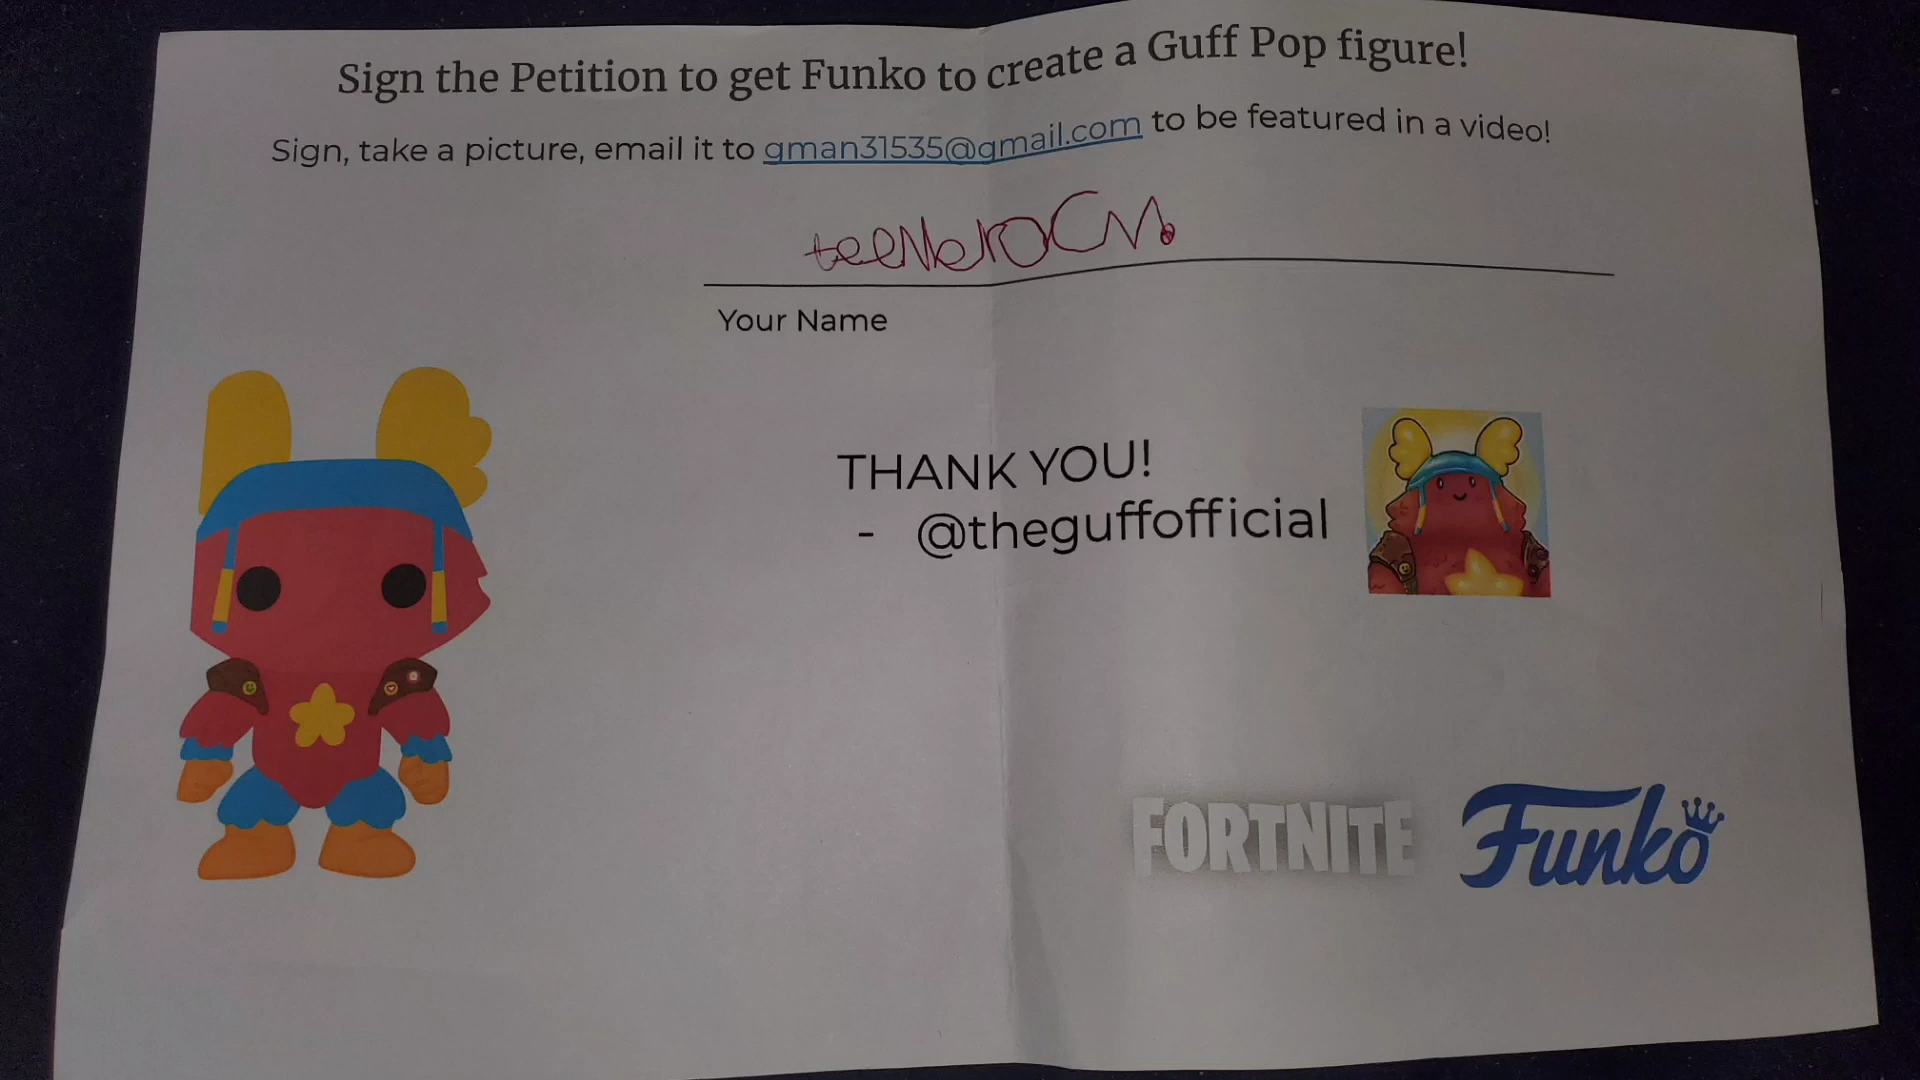 Sign the Petition to get Funko to create a Guff Pop figure!
Sign, take a picture, email it to gman31535@gmail.com to be featured in a video!
Your Name
THANK YOU!
- @theguffofficial
FORTNITE
Funko